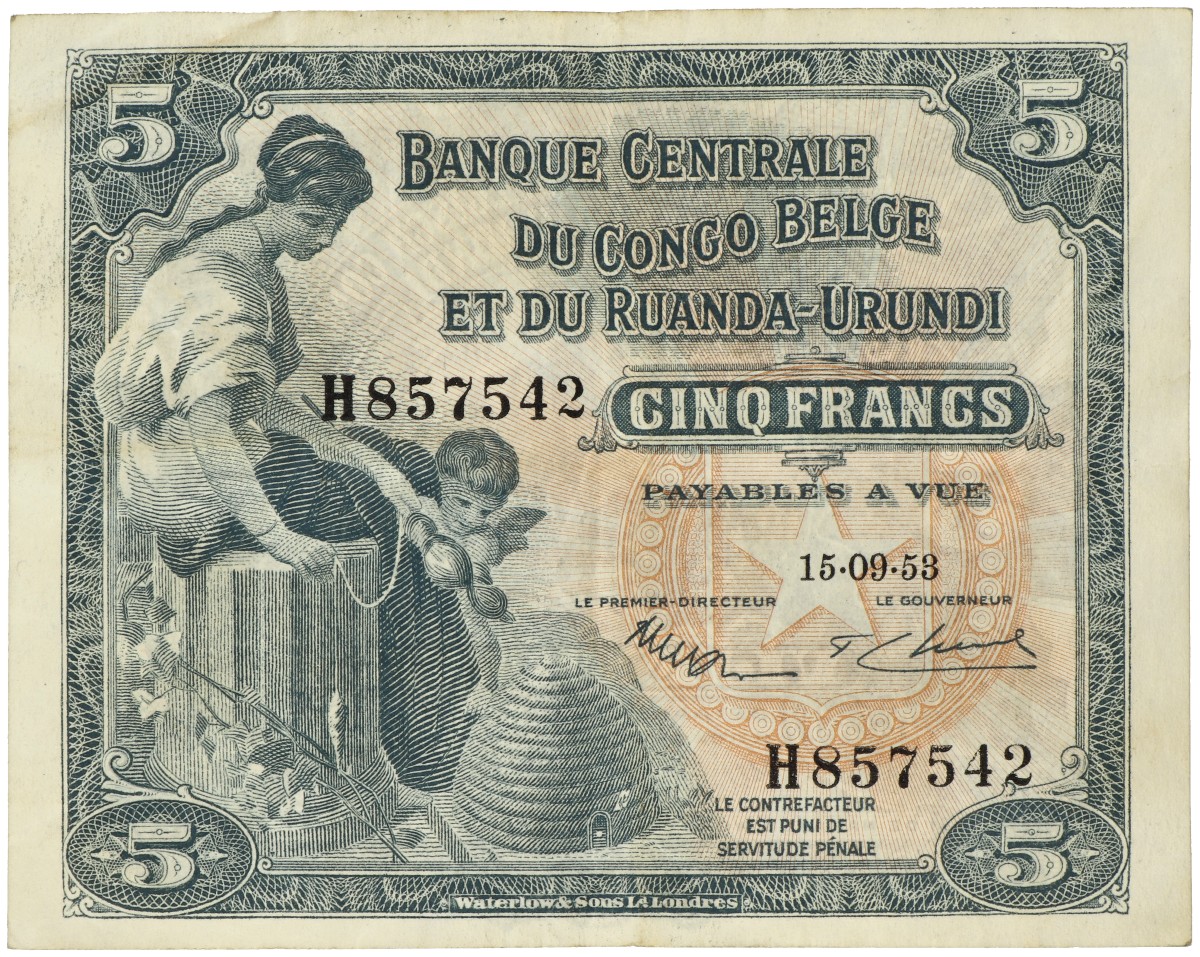 5
5
BANQUE CENTRALE
DU CONGO BELGE
ET DU RUANDA-URUNDI
H857542
CINQ FRANCS
PAYABLES A VUE
15·09·53
LE PREMIER-DIRECTEUR
LE GOUVERNEUR
H857542
LE CONTREFACTEUR
EST PUNI DE
SERVITUDE PÉNALE
5
5
Waterlow & Sons Ld Londres